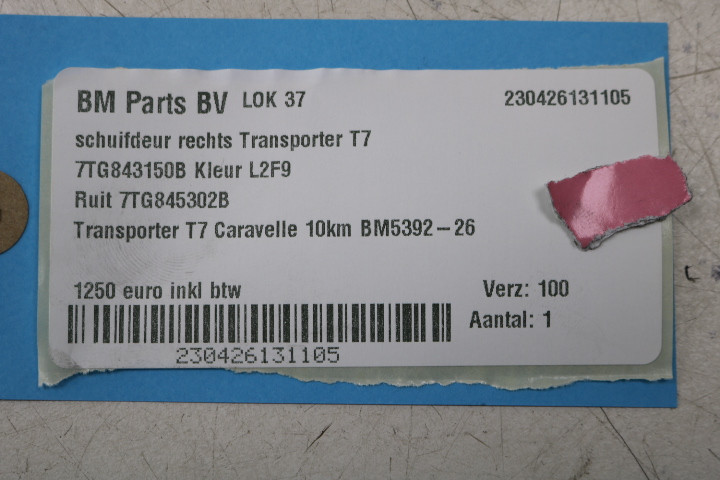 BM Parts BV LOK 37 230426131105
schuifdeur rechts Transporter T7
7TG843150B Kleur L2F9
Ruit 7TG845302B
Transporter T7 Caravelle 10km BM5392-26
1250 euro inkl btw Verz: 100
Aantal: 1
230426131105